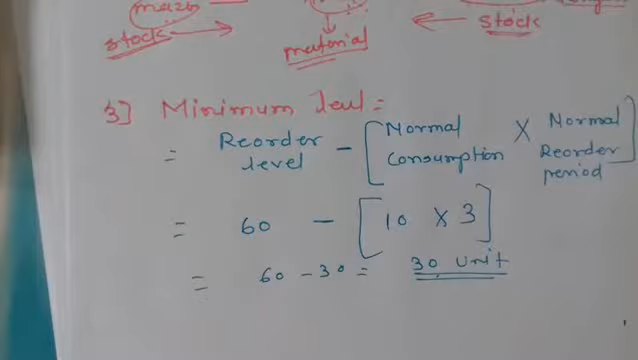 maxm
stock → ↓ ← stock
material
3] Minimum level =
= Reorder level - [Normal Consumption X Normal Reorder period]
= 60 - [10 X 3]
= 60 - 30 = 30 unit